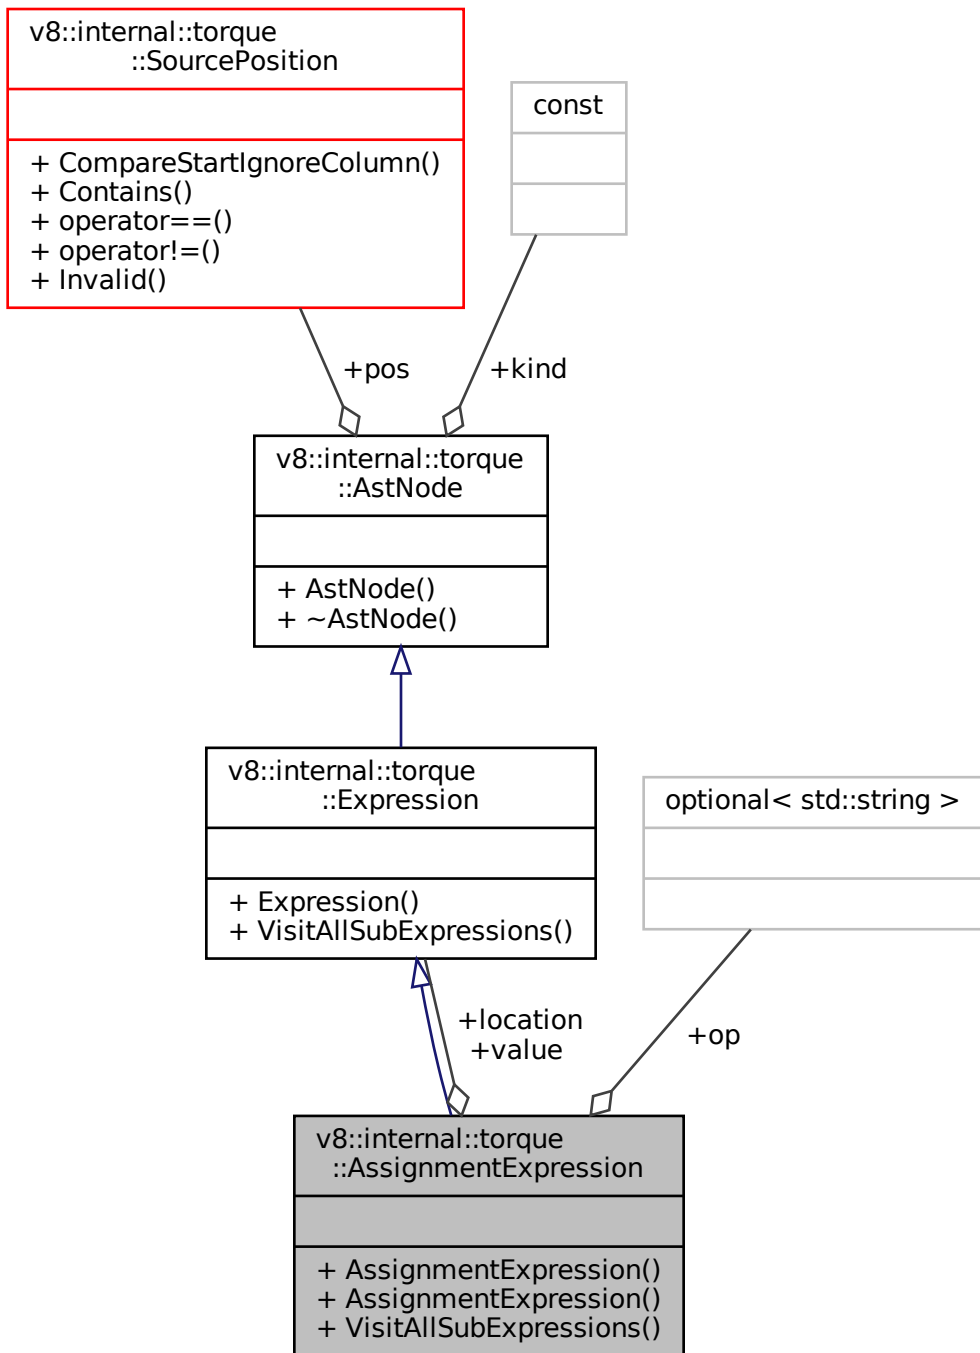 v8::internal::torque
::SourcePosition
+ CompareStartIgnoreColumn()
+ Contains()
+ operator==()
+ operator!=()
+ Invalid()
const
+pos
+kind
v8::internal::torque
::AstNode
+ AstNode()
+ ~AstNode()
v8::internal::torque
::Expression
+ Expression()
+ VisitAllSubExpressions()
optional< std::string >
+location
+value
+op
v8::internal::torque
::AssignmentExpression
+ AssignmentExpression()
+ AssignmentExpression()
+ VisitAllSubExpressions()